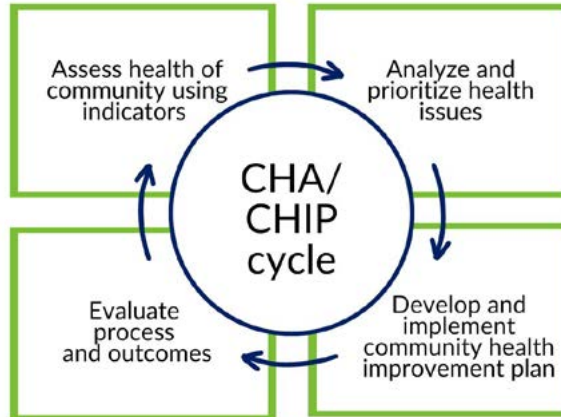 Assess health of
community using
indicators
Analyze and
prioritize health
issues
CHA/
CHIP
cycle
Evaluate
process
and outcomes
Develop and
implement
community health
improvement plan